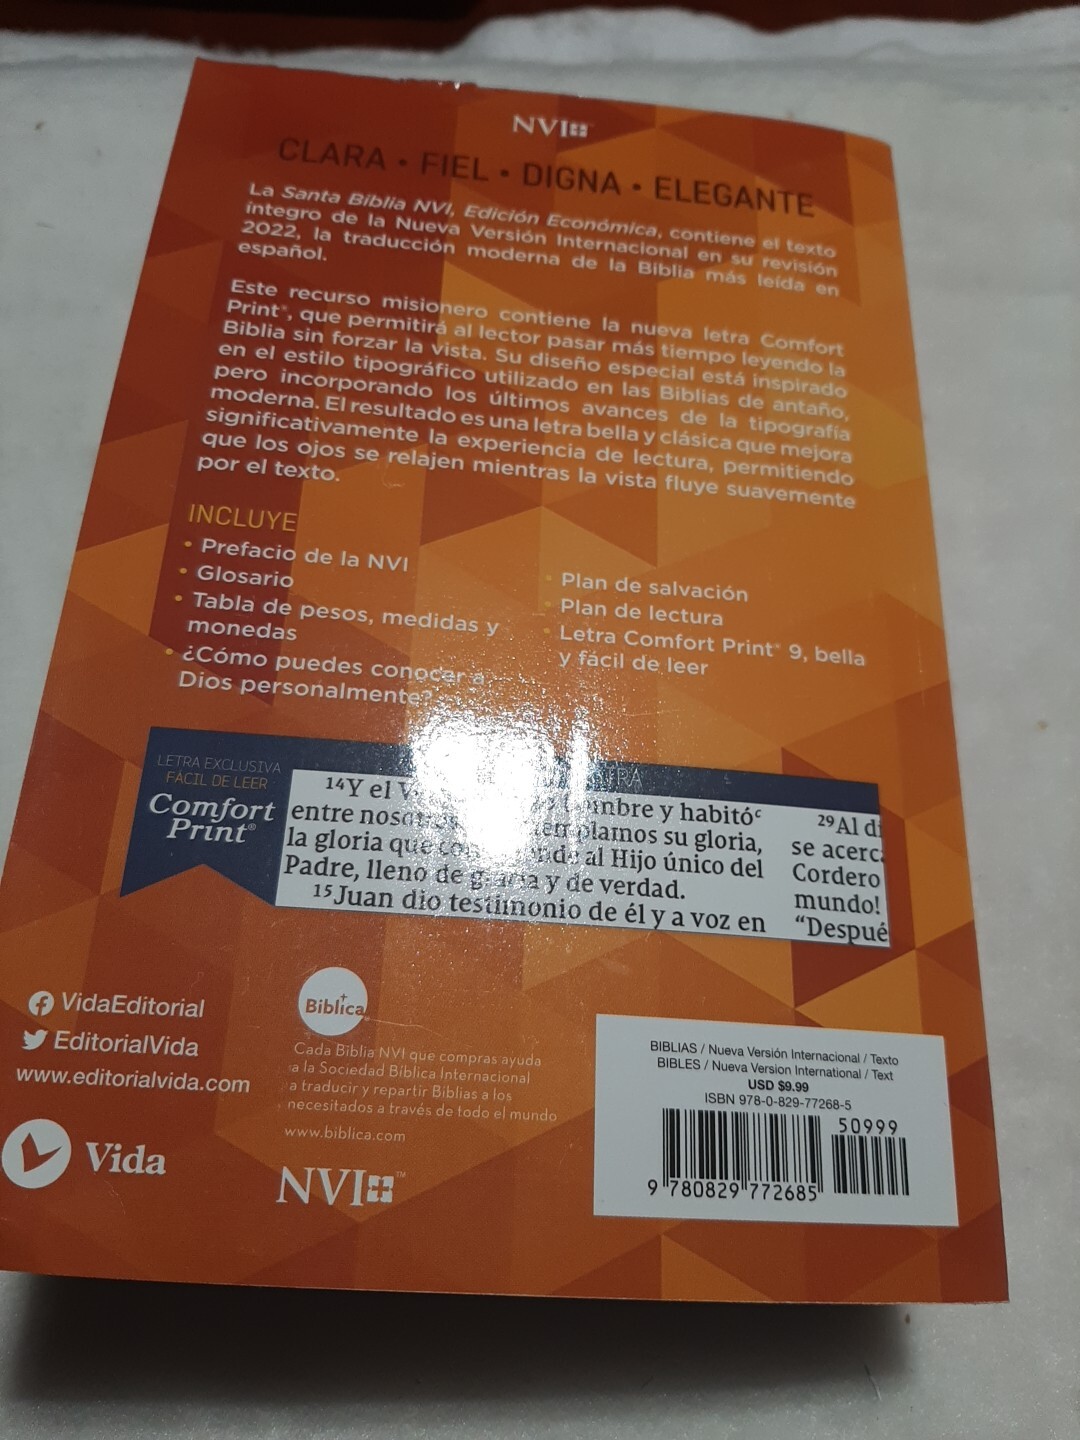 NVI
CLARA • FIEL • DIGNA • ELEGANTE
La Santa Biblia NVI, Edición Económica, contiene el texto
íntegro de la Nueva Versión Internacional en su revisión
2022, la traducción moderna de la Biblia más leída en
español.
Este recurso misionero contiene la nueva letra Comfort
Print®, que permitirá al lector pasar más tiempo leyendo la
Biblia sin forzar la vista. Su diseño especial está inspirado
en el estilo tipográfico utilizado en las Biblias de antaño,
pero incorporando los últimos avances de la tipografía
moderna. El resultado es una letra bella y clásica que mejora
significativamente la experiencia de lectura, permitiendo
que los ojos se relajen mientras la vista fluye suavemente
por el texto.
INCLUYE
• Prefacio de la NVI
• Glosario
• Tabla de pesos, medidas y
monedas
• ¿Cómo puedes conocer a
Dios personalmente?
• Plan de salvación
• Plan de lectura
• Letra Comfort Print® 9, bella
y fácil de leer
LETRA EXCLUSIVA
FÁCIL DE LEER
Comfort
Print®
14Y el hombre y habitóc
entre nosotros su gloria,
la gloria que al Hijo único del
Padre, lleno de gracia y de verdad.
15Juan dio testimonio de él y a voz en
29Al di
se acerc
Cordero
mundo!
“Despué
VidaEditorial
EditorialVida
www.editorialvida.com
Vida
Biblica
Cada Biblia NVI que compras ayuda
a la Sociedad Bíblica Internacional
a traducir y repartir Biblias a los
necesitados a través de todo el mundo
www.biblica.com
NVI™
BIBLIAS / Nueva Versión Internacional / Texto
BIBLES / Nueva Version International / Text
USD $9.99
ISBN 978-0-829-77268-5
50999
9 780829 772685